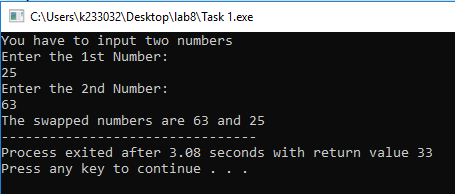 C:\Users\k233032\Desktop\lab8\Task 1.exe
You have to input two numbers
Enter the 1st Number:
25
Enter the 2nd Number:
63
The swapped numbers are 63 and 25
--------------------------------
Process exited after 3.08 seconds with return value 33
Press any key to continue . . .